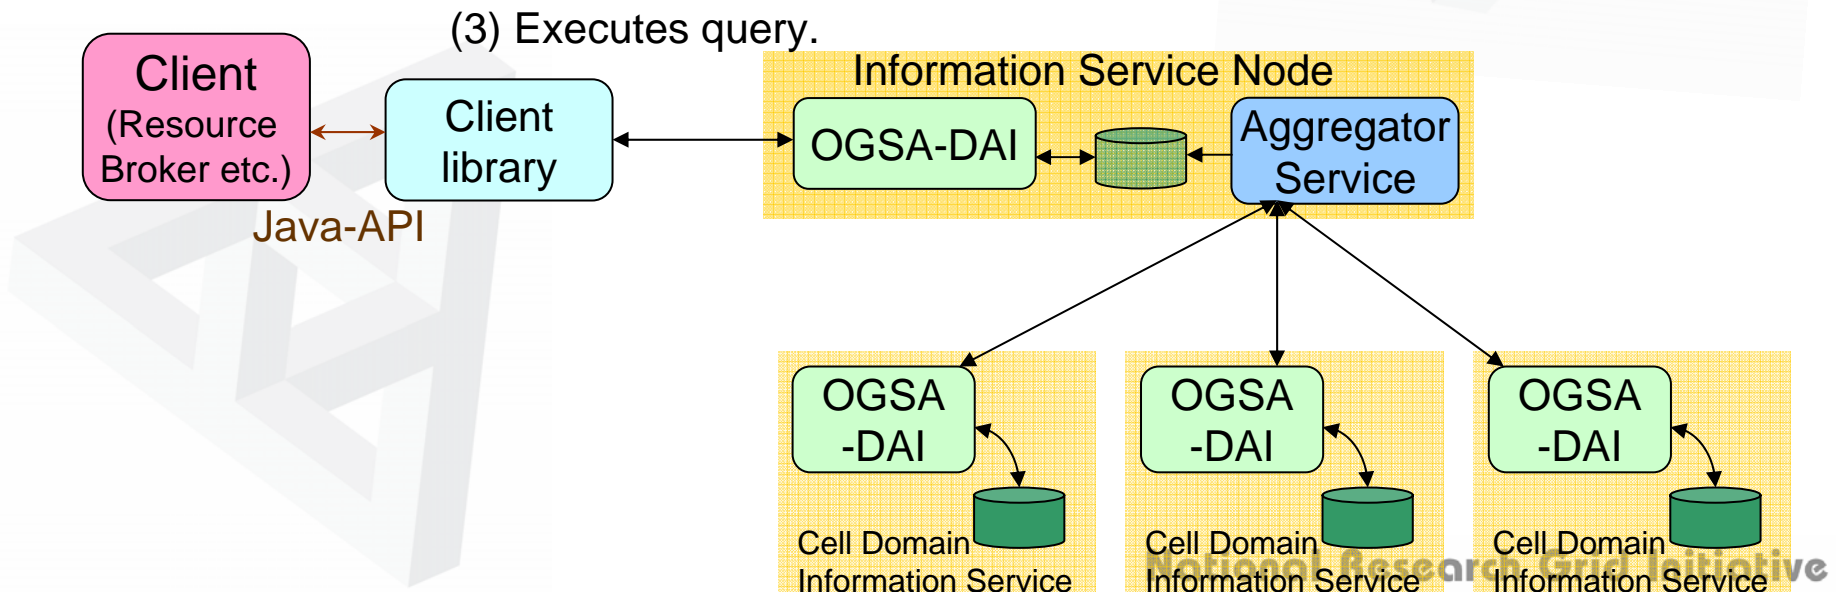 (3) Executes query.
Client
(Resource
Broker etc.)
Client
library
Java-API
Information Service Node
OGSA-DAI
Aggregator
Service
OGSA
-DAI
Cell Domain
Information Service
OGSA
-DAI
Cell Domain
Information Service
OGSA
-DAI
Cell Domain
Information Service
National Research Grid Initiative